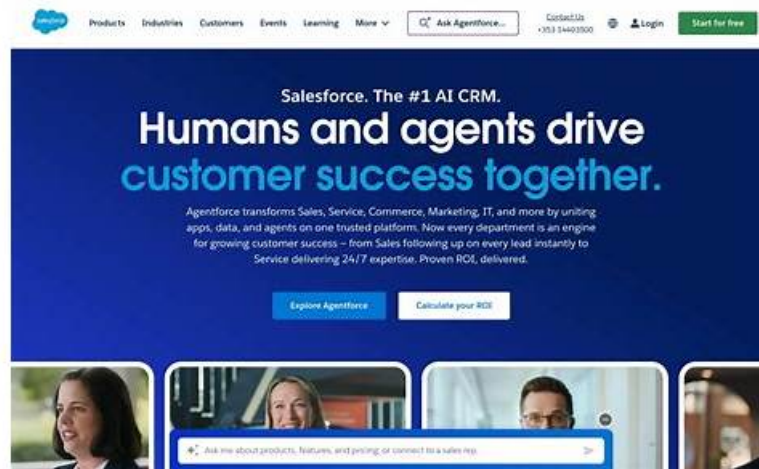 salesforce
Products Industries Customers Events Learning More Ask Agentforce... Contact Us
+353 14403500
Login Start for free
Salesforce. The #1 AI CRM.
Humans and agents drive
customer success together.
Agentforce transforms Sales, Service, Commerce, Marketing, IT, and more by uniting
apps, data, and agents on one trusted platform. Now every department is an engine
for growing customer success – from Sales following up on every lead instantly to
Service delivering 24/7 expertise. Proven ROI, delivered.
Explore Agentforce Calculate your ROI
Ask me about products, features, and pricing, or connect to a sales rep.